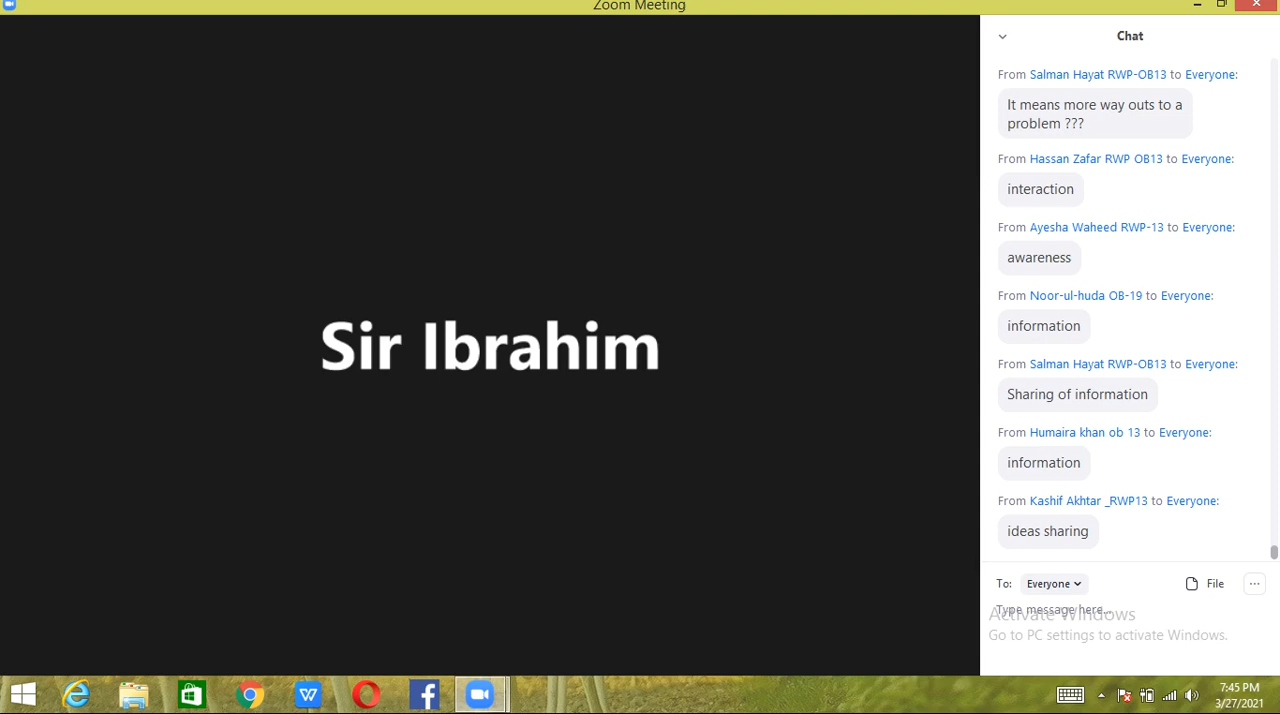 Zoom Meeting
Sir Ibrahim
Chat
From Salman Hayat RWP-OB13 to Everyone:
It means more way outs to a
problem ???
From Hassan Zafar RWP OB13 to Everyone:
interaction
From Ayesha Waheed RWP-13 to Everyone:
awareness
From Noor-ul-huda OB-19 to Everyone:
information
From Salman Hayat RWP-OB13 to Everyone:
Sharing of information
From Humaira khan ob 13 to Everyone:
information
From Kashif Akhtar _RWP13 to Everyone:
ideas sharing
To: Everyone File
Type message here...
Activate Windows
Go to PC settings to activate Windows.
7:45 PM
3/27/2021